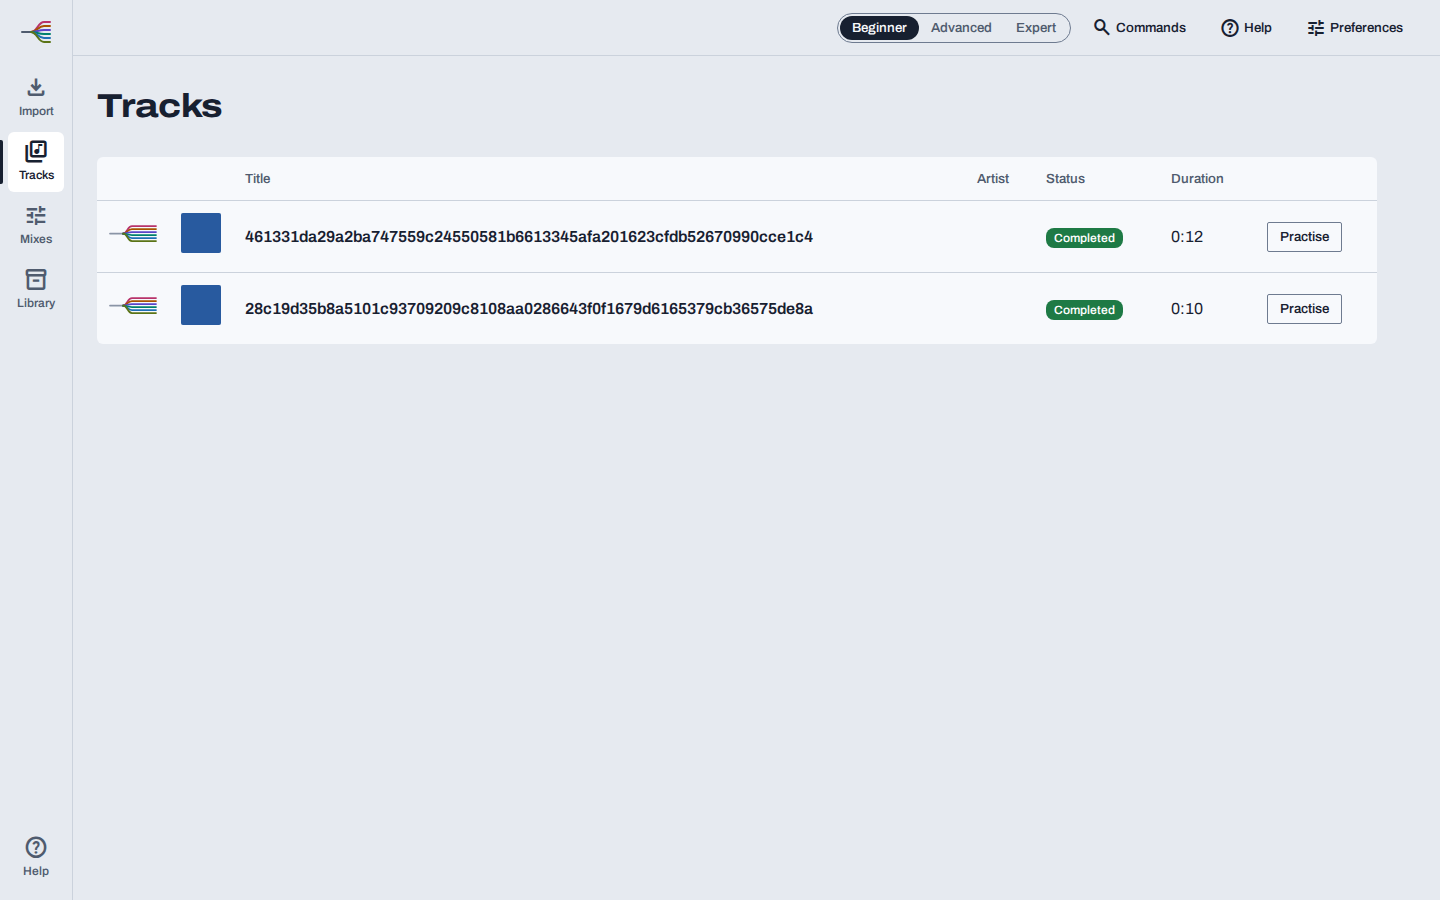 Beginner Advanced Expert Commands Help Preferences
Import
Tracks
Mixes
Library
Help
Tracks
Title Artist Status Duration
461331da29a2ba747559c24550581b6613345afa201623cfdb52670990cce1c4 Completed 0:12 Practise
28c19d35b8a5101c93709209c8108aa0286643f0f1679d6165379cb36575de8a Completed 0:10 Practise